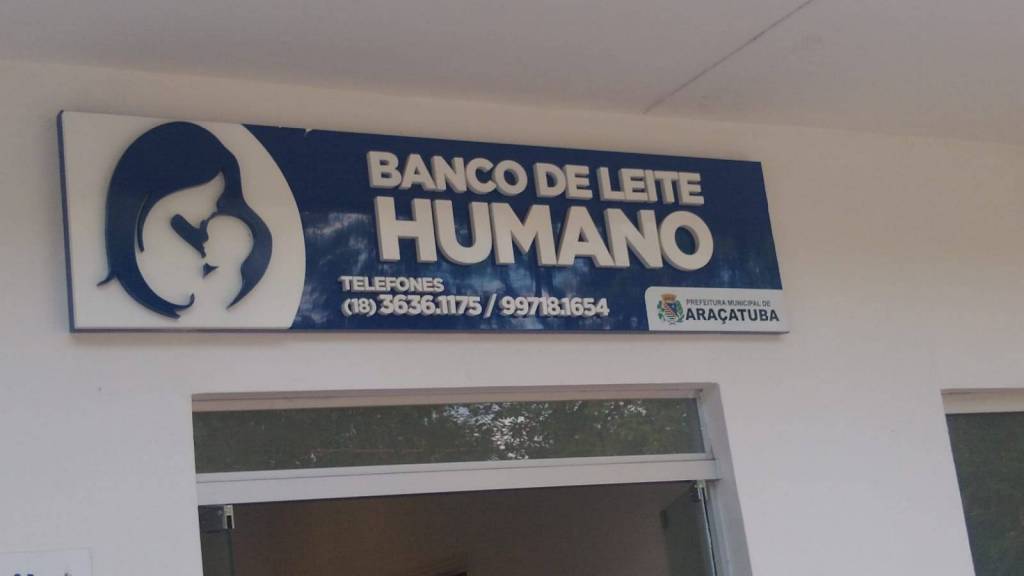 BANCO DE LEITE
HUMANO
TELEFONES
(18) 3636.1175 / 99718.1654
PREFEITURA MUNICIPAL DE
ARAÇATUBA